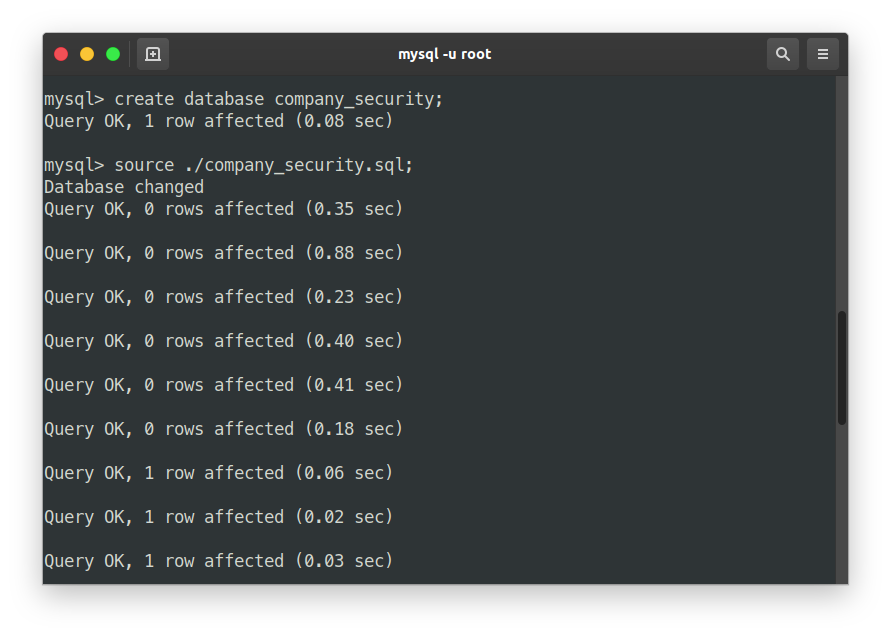 mysql -u root
mysql> create database company_security;
Query OK, 1 row affected (0.08 sec)
mysql> source ./company_security.sql;
Database changed
Query OK, 0 rows affected (0.35 sec)
Query OK, 0 rows affected (0.88 sec)
Query OK, 0 rows affected (0.23 sec)
Query OK, 0 rows affected (0.40 sec)
Query OK, 0 rows affected (0.41 sec)
Query OK, 0 rows affected (0.18 sec)
Query OK, 1 row affected (0.06 sec)
Query OK, 1 row affected (0.02 sec)
Query OK, 1 row affected (0.03 sec)